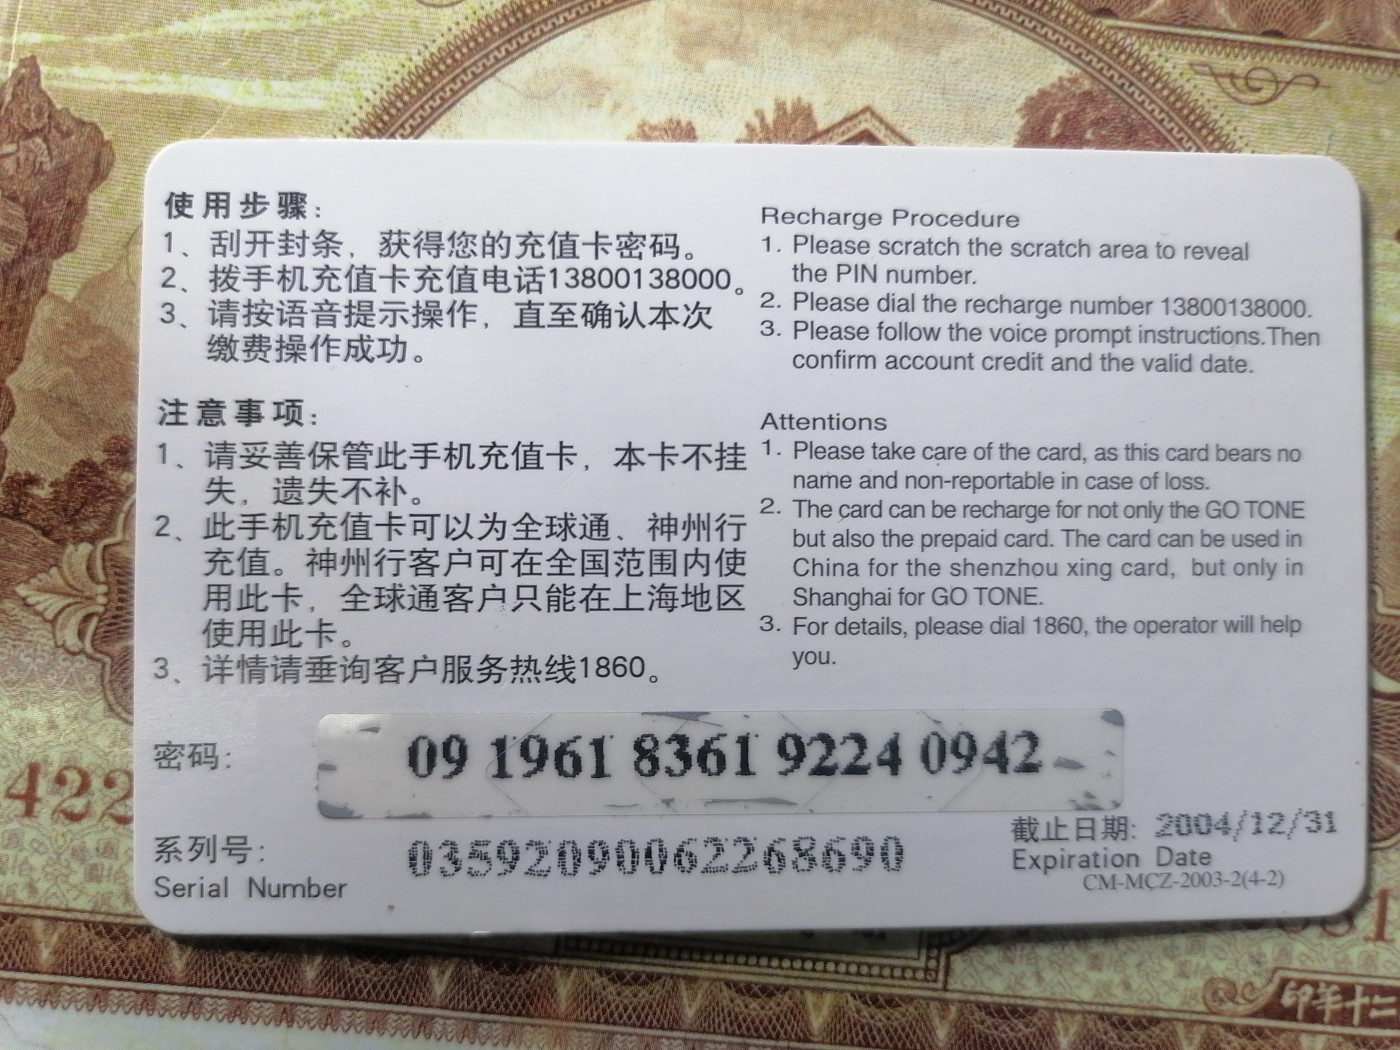 使用步骤：
1、刮开封条，获得您的充值卡密码。
2、拨手机充值卡充值电话13800138000。
3、请按语音提示操作，直至确认本次
缴费操作成功。
注意事项：
1、请妥善保管此手机充值卡，本卡不挂
失，遗失不补。
2、此手机充值卡可以为全球通、神州行
充值。神州行客户可在全国范围内使
用此卡，全球通客户只能在上海地区
使用此卡。
3、详情请垂询客户服务热线1860。
Recharge Procedure
1. Please scratch the scratch area to reveal
the PIN number.
2. Please dial the recharge number 13800138000.
3. Please follow the voice prompt instructions.Then
confirm account credit and the valid date.
Attentions
1. Please take care of the card, as this card bears no
name and non-reportable in case of loss.
2. The card can be recharge for not only the GO TONE
but also the prepaid card. The card can be used in
China for the shenzhou xing card, but only in
Shanghai for GO TONE.
3. For details, please dial 1860, the operator will help
you.
密码: 09 1961 8361 9224 0942
系列号: 03592090062268690
Serial Number
截止日期: 2004/12/31
Expiration Date
CM-MCZ-2003-2(4-2)
422
印年十二